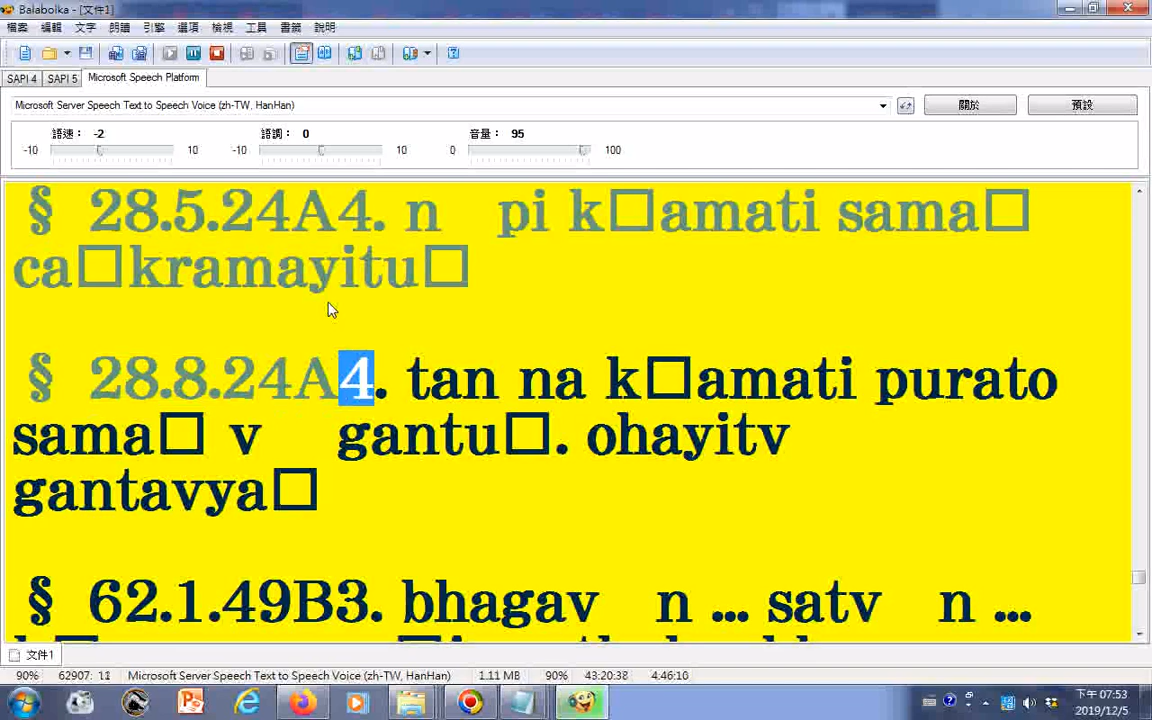 Balabolka - [文件1]
檔案 編輯 文字 朗讀 引擎 選項 檢視 工具 書籤 說明
SAPI 4 SAPI 5 Microsoft Speech Platform
Microsoft Server Speech Text to Speech Voice (zh-TW, HanHan) 關於 預設
語速： -2 語調： 0 音量： 95
-10 10 -10 10 0 100
§ 28.5.24A4. n pi k□amati sama□
ca□kramayitu□
§ 28.8.24A4. tan na k□amati purato
sama□ v gantu□. ohayitv
gantavya□
§ 62.1.49B3. bhagav n ... satv n ...
文件1
90% 62907: 11 Microsoft Server Speech Text to Speech Voice (zh-TW, HanHan) 1.11 MB 90% 43:20:38 4:46:10
下午 07:53
2019/12/5